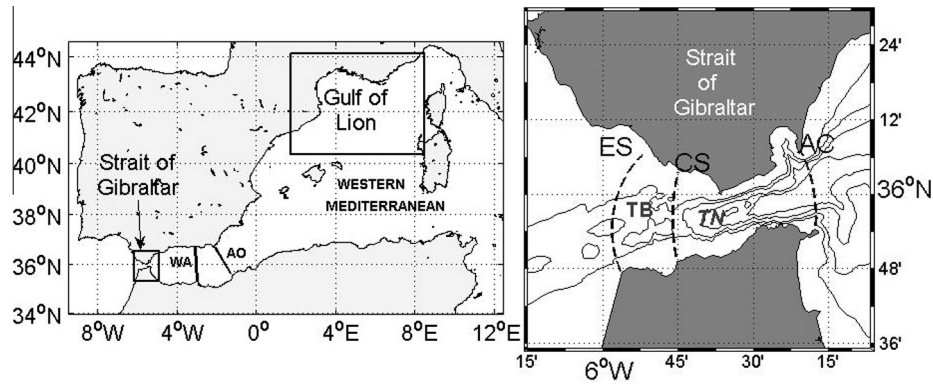 44°N
42°N
40°N
38°N
36°N
34°N
8°W
4°W
0°
4°E
8°E
12°E
Gulf of
Lion
Strait of
Gibraltar
WESTERN
MEDITERRANEAN
WA
AO
Strait
of
Gibraltar
ES
CS
AC
TB
TN
24'
12'
36°N
48'
36'
15'
6°W
45'
30'
15'